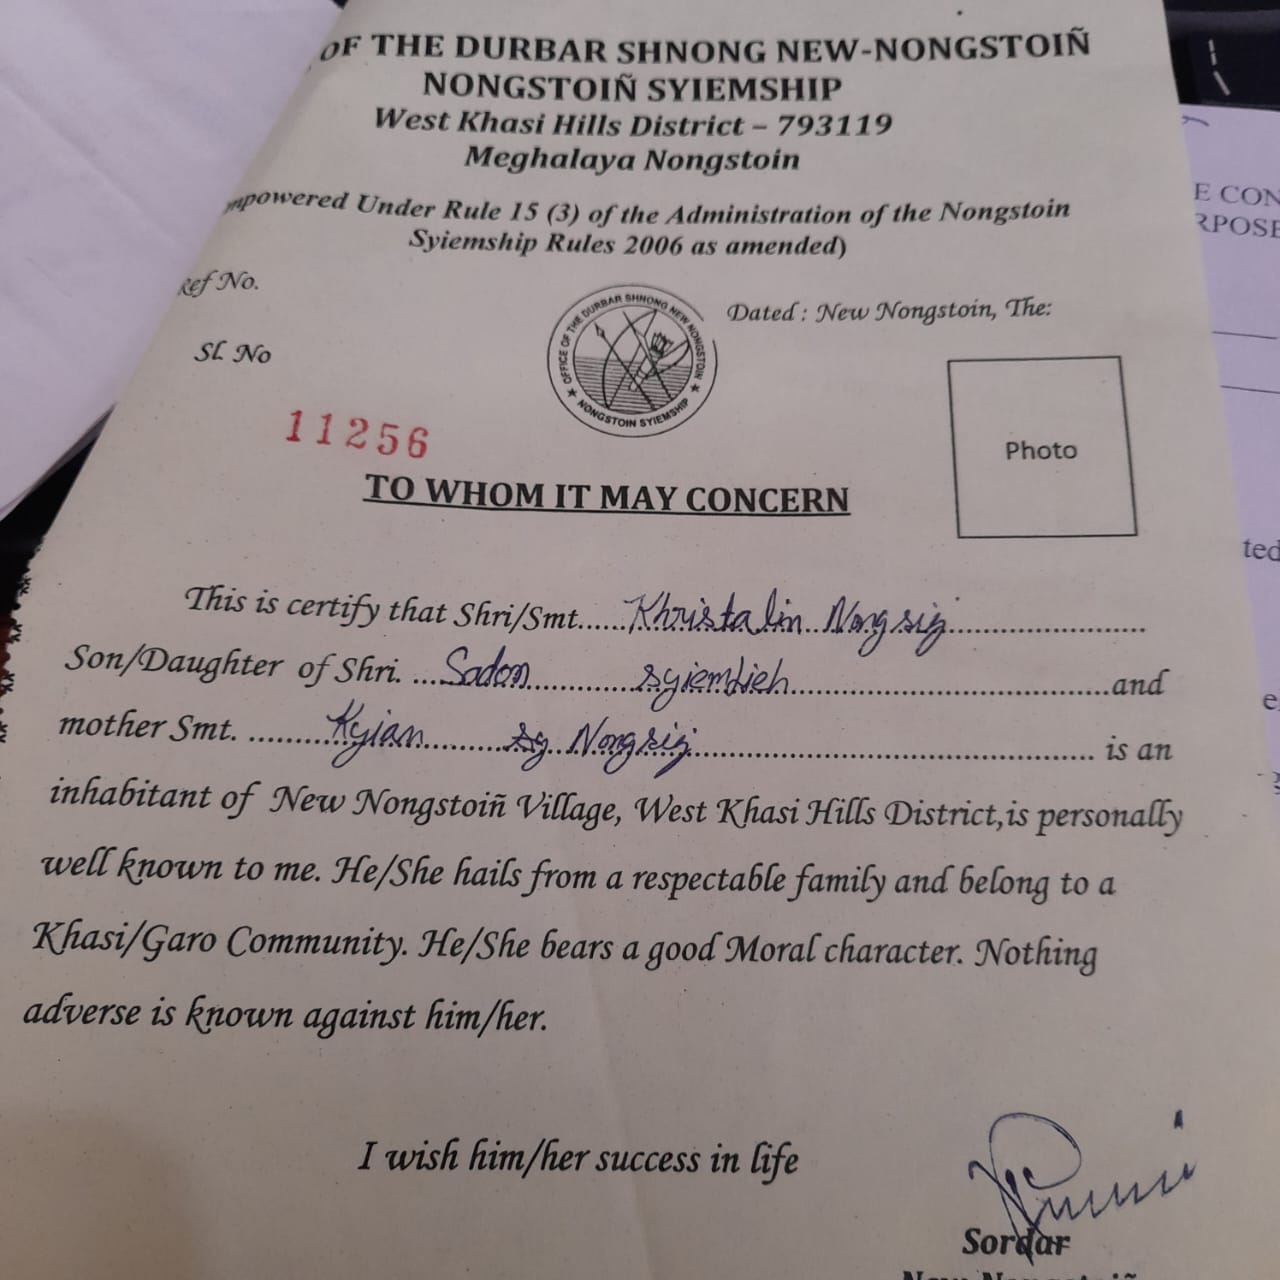 OF THE DURBAR SHNONG NEW-NONGSTOIÑ
NONGSTOIÑ SYIEMSHIP
West Khasi Hills District – 793119
Meghalaya Nongstoin
mpowered Under Rule 15 (3) of the Administration of the Nongstoin
Syiemship Rules 2006 as amended)
Ref No.
OFFICE OF THE DURBAR SHNONG NEW NONGSTOIN
NONGSTOIN SYIEMSHIP
Dated : New Nongstoin, The:
Sl. No
11256
Photo
TO WHOM IT MAY CONCERN
This is certify that Shri/Smt......Khristalin Nongsiej
Son/Daughter of Shri. ...Sadon syiemlieh and
mother Smt. Kyian sg Nongsiej is an
inhabitant of New Nongstoiñ Village, West Khasi Hills District,is personally
well known to me. He/She hails from a respectable family and belong to a
Khasi/Garo Community. He/She bears a good Moral character. Nothing
adverse is known against him/her.
I wish him/her success in life
Sordar
E CON
RPOSE
ted